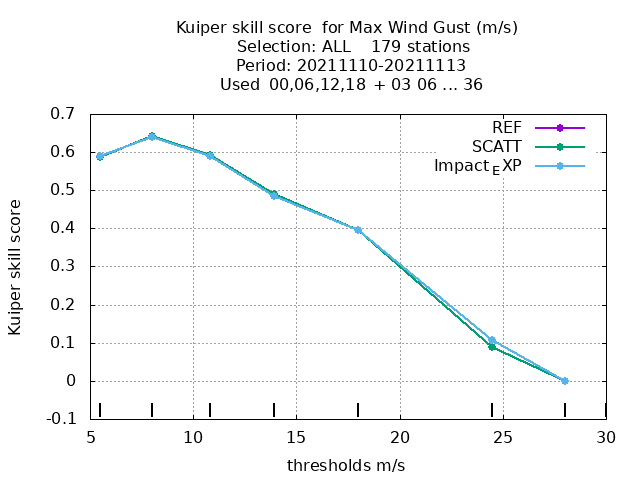 Kuiper skill score for Max Wind Gust (m/s)
Selection: ALL 179 stations
Period: 20211110-20211113
Used 00,06,12,18 + 03 06 ... 36
REF
SCATT
Impact_EXP
Kuiper skill score
0.7
0.6
0.5
0.4
0.3
0.2
0.1
0
-0.1
5 10 15 20 25 30
thresholds m/s